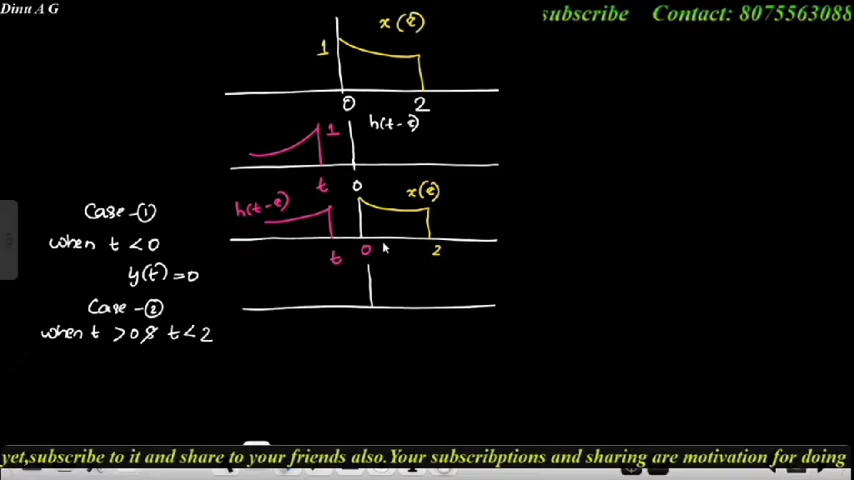 Dinu A G
subscribe Contact: 8075563088
x(τ)
1
0 2
h(t-τ)
1
t 0
h(t-τ) x(τ)
t 0 2
Case-①
when t < 0
y(t) = 0
Case-②
when t > 0 & t < 2
yet,subscribe to it and share to your friends also.Your subscribptions and sharing are motivation for doing